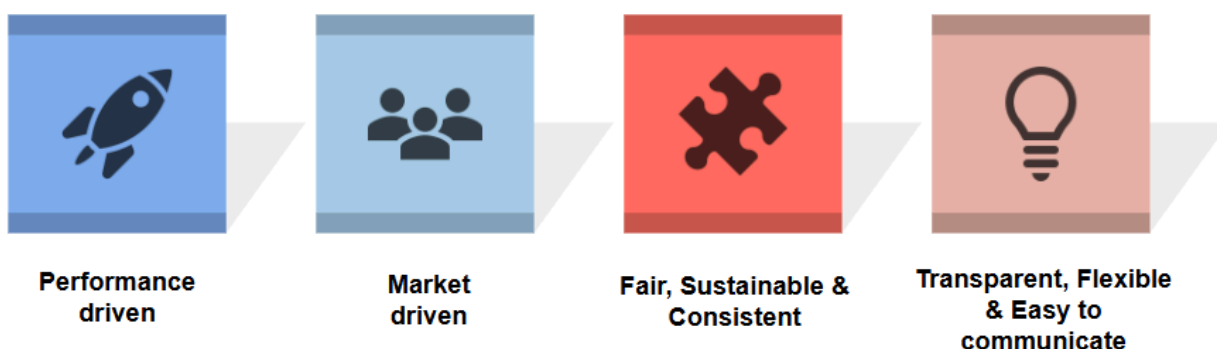 Performance
driven
Market
driven
Fair, Sustainable &
Consistent
Transparent, Flexible
& Easy to
communicate